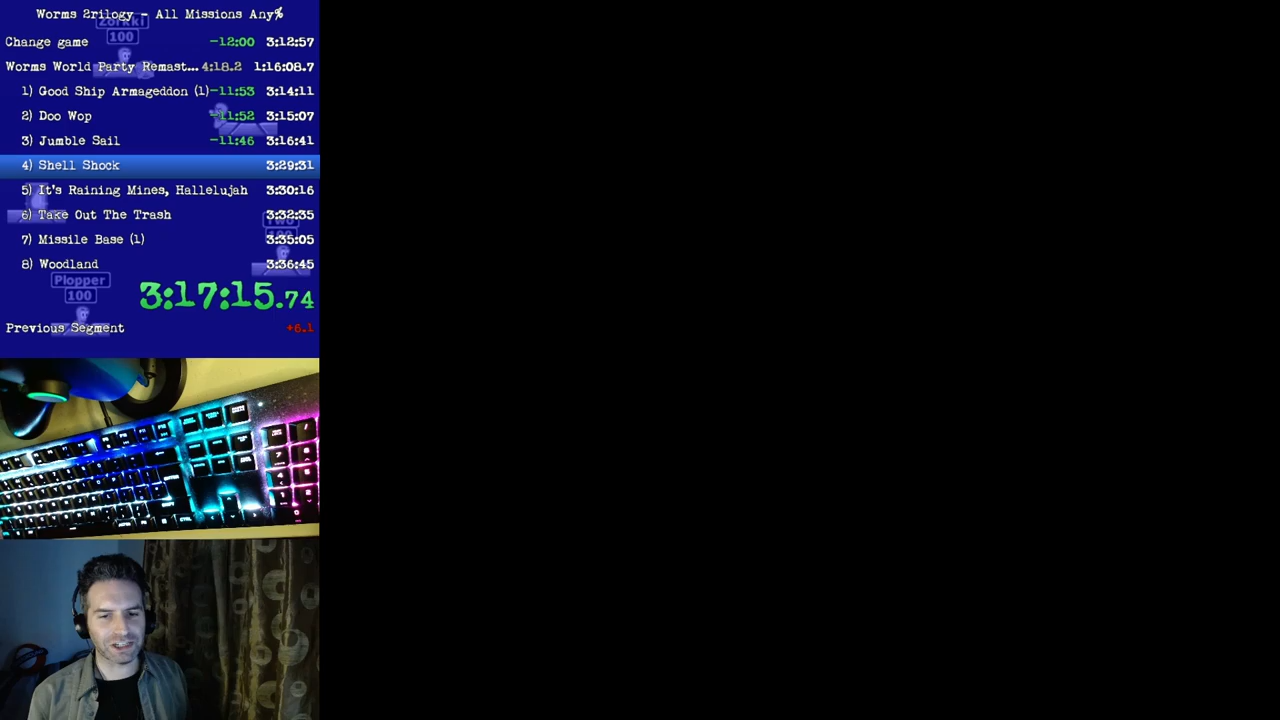 Worms 2rilogy - All Missions Any%
Zorkki
100
Change game -12:00 3:12:57
Worms World Party Remast... 4:18.2 1:16:08.7
1) Good Ship Armageddon (1) -11:53 3:14:11
2) Doo Wop -11:52 3:15:07
3) Jumble Sail -11:46 3:16:41
4) Shell Shock 3:29:31
5) It's Raining Mines, Hallelujah 3:30:16
6) Take Out The Trash 3:32:35
7) Missile Base (1) 3:35:05
8) Woodland 3:36:45
Plopper
100
3:17:15.74
Previous Segment +6.1